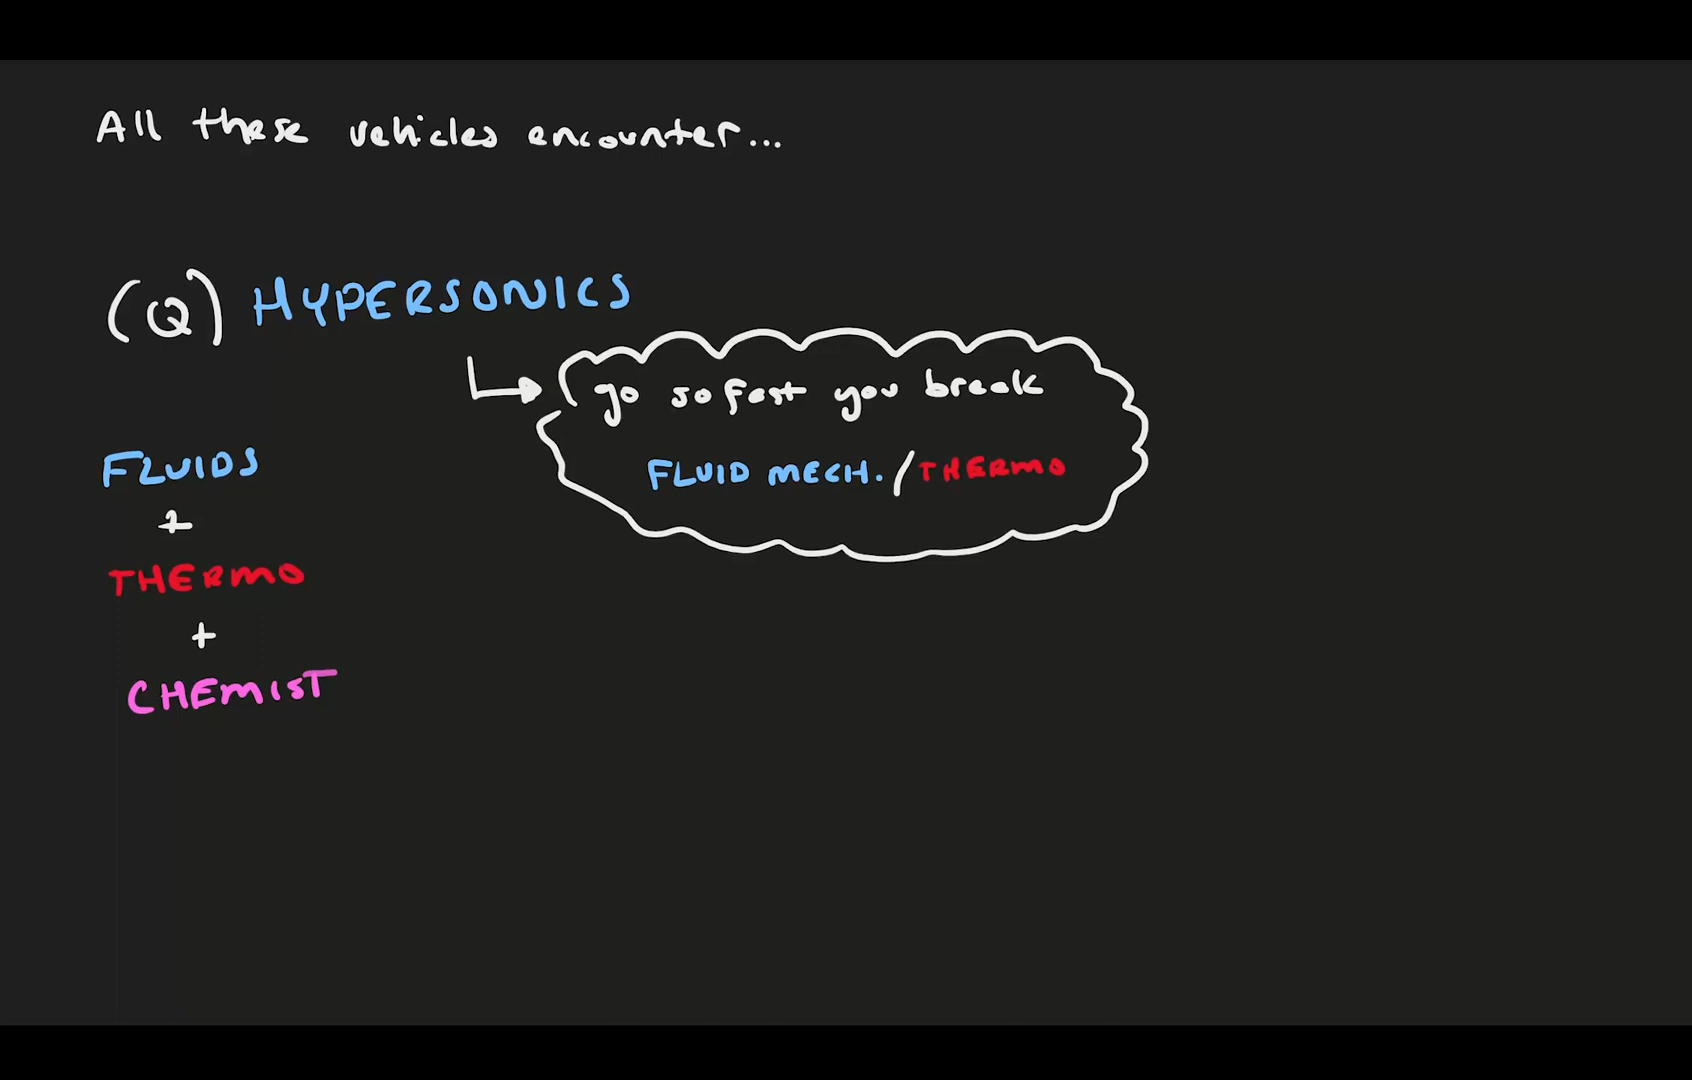 All these vehicles encounter...
(Q) HYPERSONICS
go so fast you break
FLUID MECH. / THERMO
FLUIDS
+
THERMO
+
CHEMIST